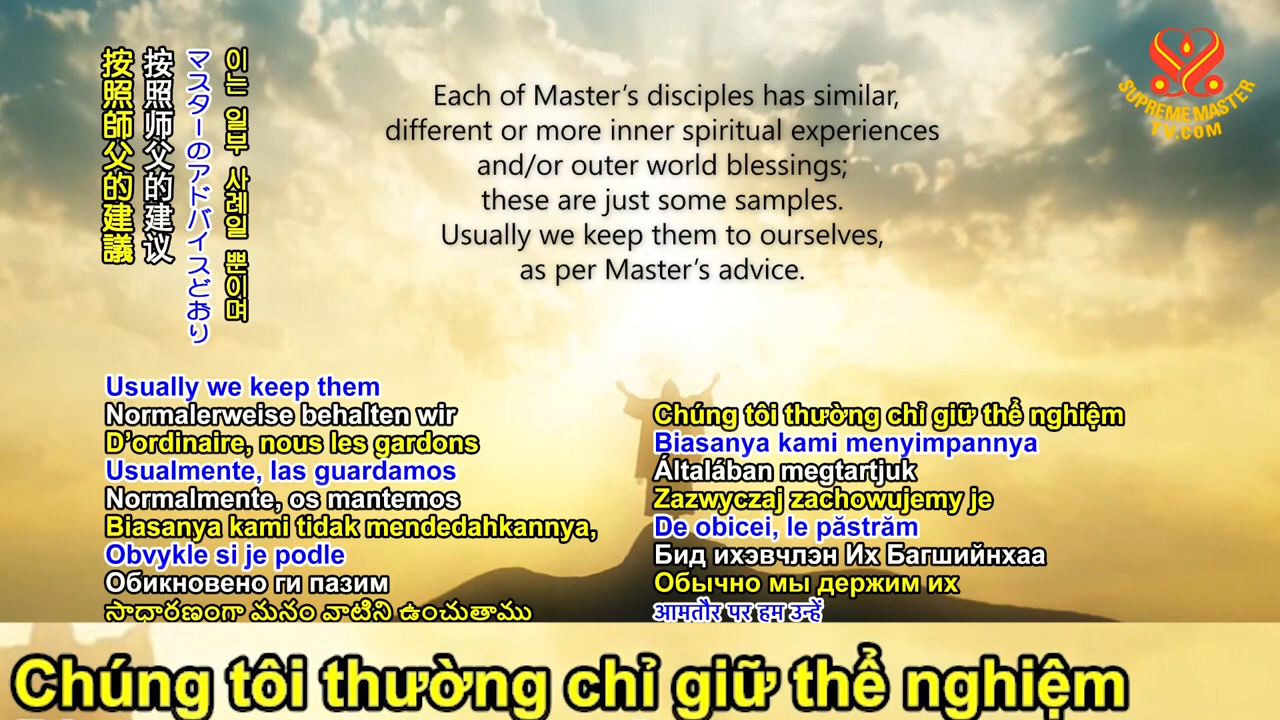 按照師父的建議
按照师父的建议
マスターのアドバイスどおり
이는 일부 사례일 뿐이며
Each of Master’s disciples has similar,
different or more inner spiritual experiences
and/or outer world blessings;
these are just some samples.
Usually we keep them to ourselves,
as per Master’s advice.
SUPREME MASTER
TV.COM
Usually we keep them
Normalerweise behalten wir
D’ordinaire, nous les gardons
Usualmente, las guardamos
Normalmente, os mantemos
Biasanya kami tidak mendedahkannya,
Obvykle si je podle
Обикновено ги пазим
సాధారణంగా మనం వాటిని ఉంచుతాము
Chúng tôi thường chỉ giữ thể nghiệm
Biasanya kami menyimpannya
Általában megtartjuk
Zazwyczaj zachowujemy je
De obicei, le păstrăm
Бид ихэвчлэн Их Багшийнхаа
Обычно мы держим их
आमतौर पर हम उन्हें
Chúng tôi thường chỉ giữ thể nghiệm